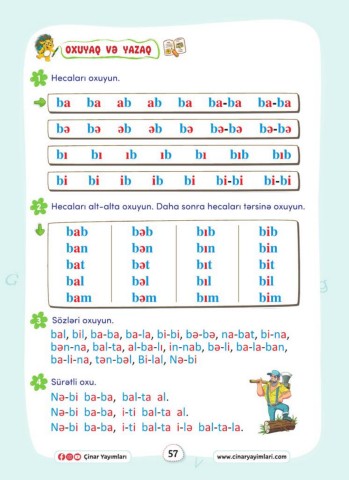 OXUYAQ VƏ YAZAQ
1 Hecaları oxuyun.
ba ba ab ab ba ba-ba ba-ba
bə bə əb əb bə bə-bə bə-bə
bı bı ıb ıb bı bıb bıb
bi bi ib ib bi bi-bi bi-bi
2 Hecaları alt-alta oxuyun. Daha sonra hecaları tərsinə oxuyun.
bab bəb bıb bib
ban bən bın bin
bat bət bıt bit
bal bəl bıl bil
bam bəm bım bim
3 Sözləri oxuyun.
bal, bil, ba-ba, ba-la, bi-bi, bə-bə, na-bat, bi-na,
bən-na, bal-ta, al-ba-lı, in-nab, bə-li, ba-la-ban,
ba-li-na, tən-bəl, Bi-lal, Nə-bi
4 Sürətli oxu.
Nə-bi ba-ba, bal-ta al.
Nə-bi ba-ba, i-ti bal-ta al.
Nə-bi ba-ba, i-ti bal-ta i-lə bal-ta-la.
Çinar Yayımları 57 www.cinaryayimlari.com